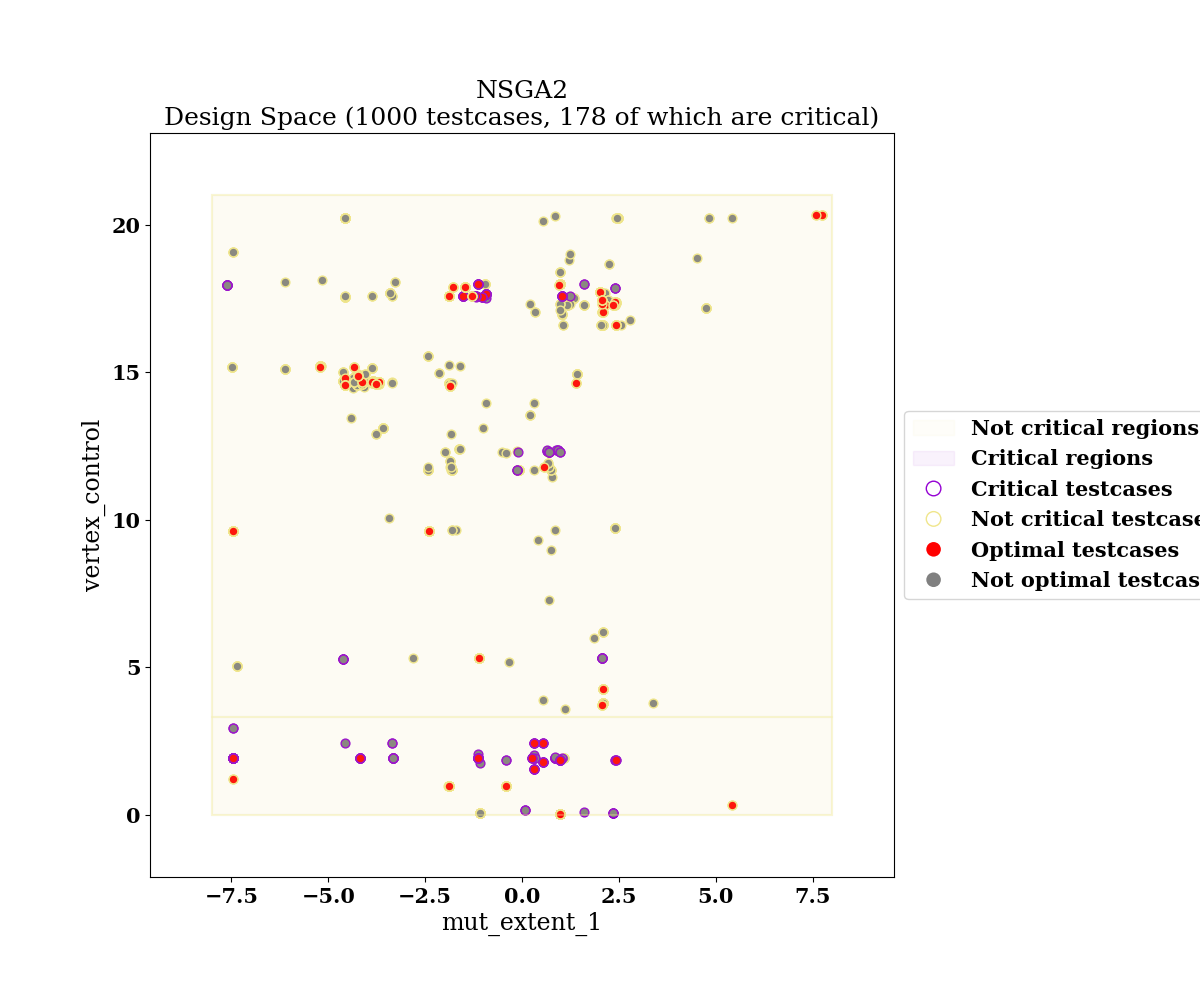 NSGA2
Design Space (1000 testcases, 178 of which are critical)
vertex_control
20
15
10
5
0
−7.5 −5.0 −2.5 0.0 2.5 5.0 7.5
mut_extent_1
Not critical regions
Critical regions
Critical testcases
Not critical testcase
Optimal testcases
Not optimal testcas